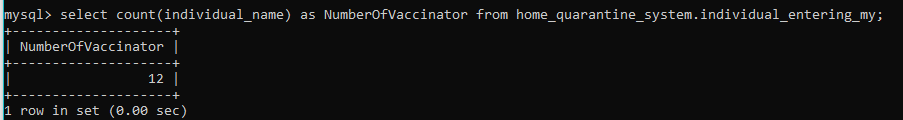 mysql> select count(individual_name) as NumberOfVaccinator from home_quarantine_system.individual_entering_my;
+--------------------+
| NumberOfVaccinator |
+--------------------+
|                 12 |
+--------------------+
1 row in set (0.00 sec)